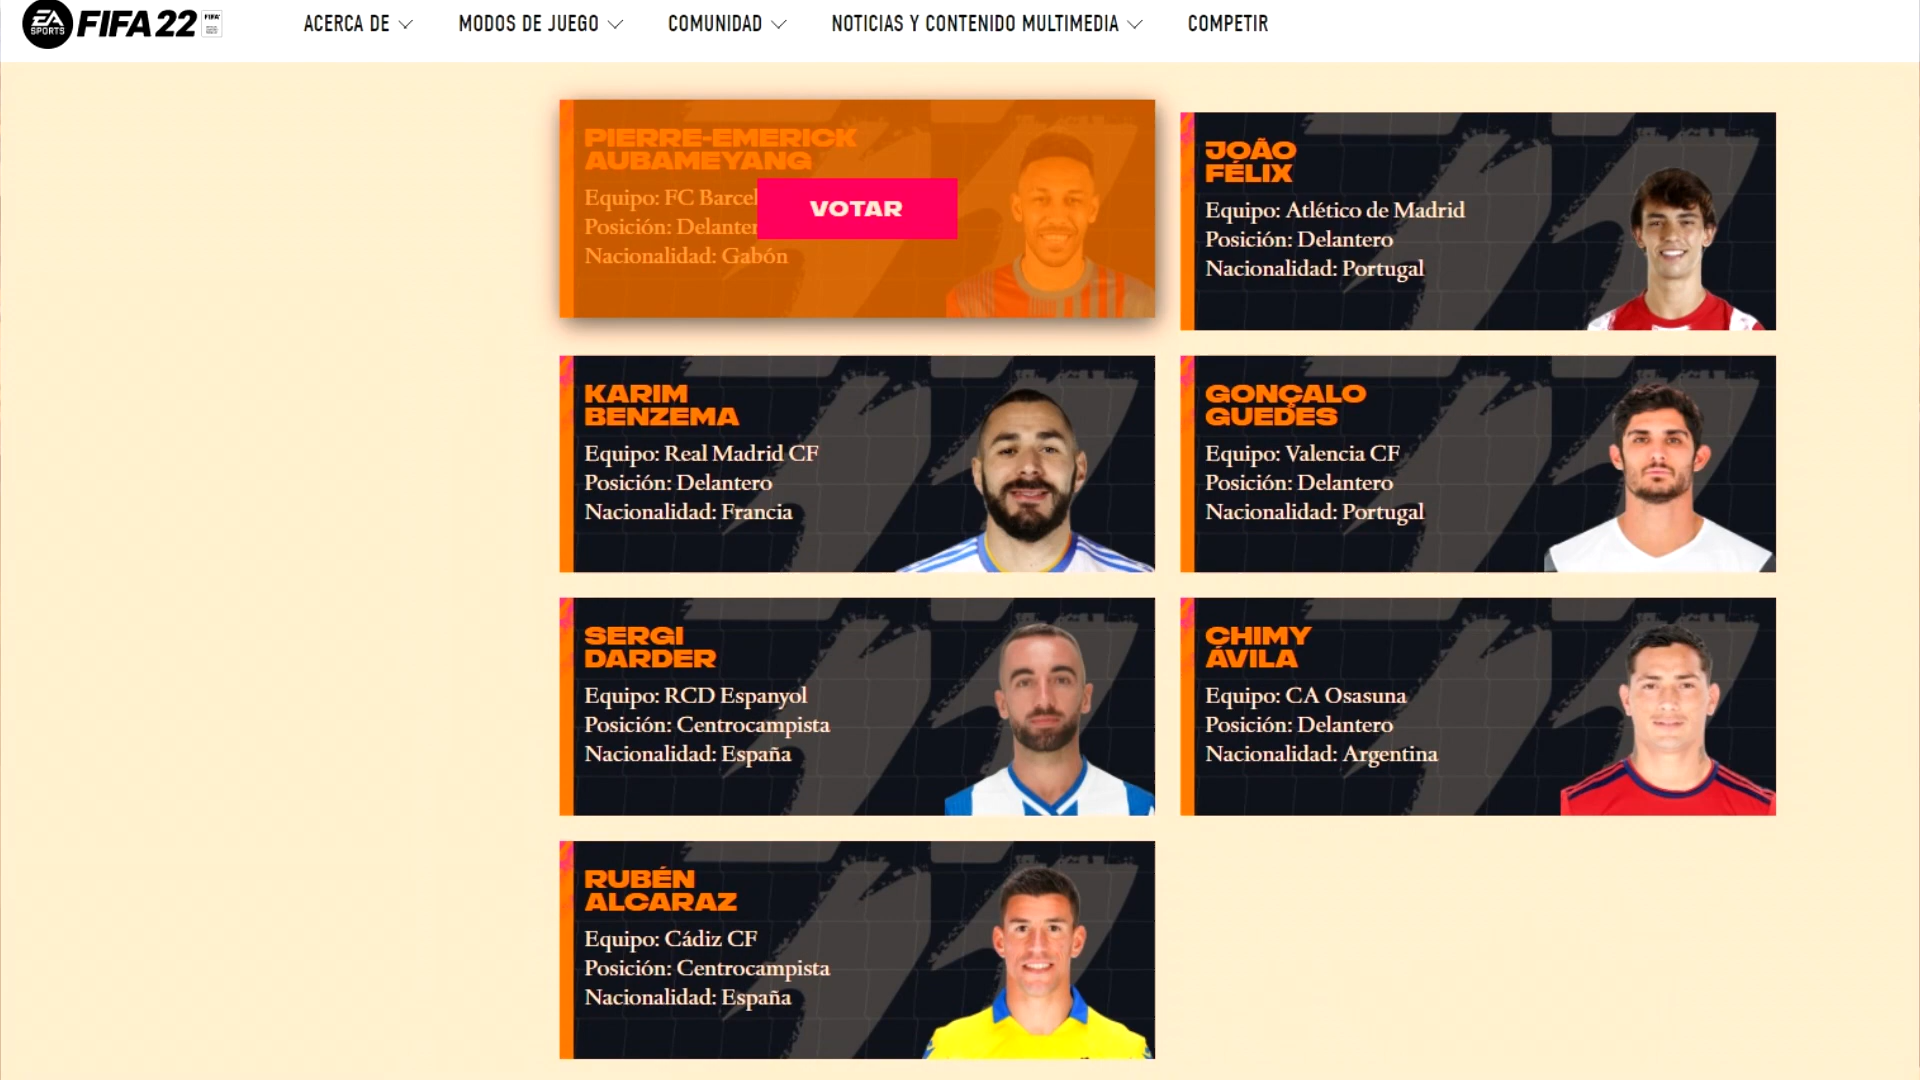 EA SPORTS FIFA 22 FIFA
ACERCA DE MODOS DE JUEGO COMUNIDAD NOTICIAS Y CONTENIDO MULTIMEDIA COMPETIR
PIERRE-EMERICK
AUBAMEYANG
Equipo: FC Barcel
Posición: Delanter
Nacionalidad: Gabón
VOTAR
JOÃO
FÉLIX
Equipo: Atlético de Madrid
Posición: Delantero
Nacionalidad: Portugal
KARIM
BENZEMA
Equipo: Real Madrid CF
Posición: Delantero
Nacionalidad: Francia
GONÇALO
GUEDES
Equipo: Valencia CF
Posición: Delantero
Nacionalidad: Portugal
SERGI
DARDER
Equipo: RCD Espanyol
Posición: Centrocampista
Nacionalidad: España
CHIMY
ÁVILA
Equipo: CA Osasuna
Posición: Delantero
Nacionalidad: Argentina
RUBÉN
ALCARAZ
Equipo: Cádiz CF
Posición: Centrocampista
Nacionalidad: España